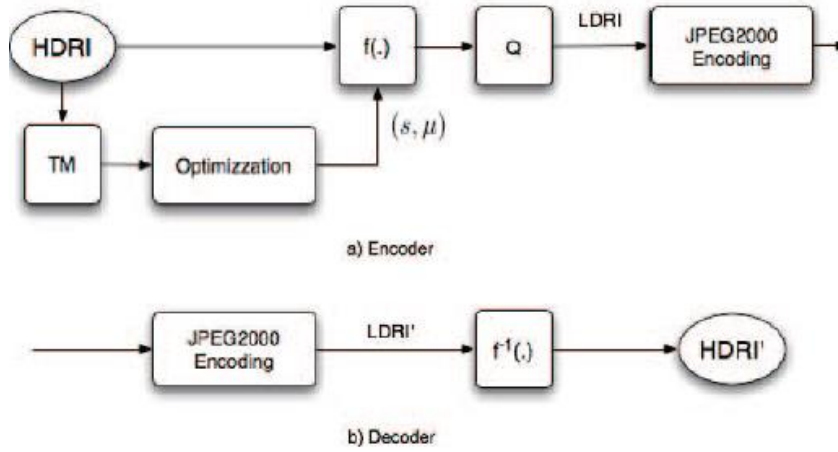 HDRI
f(.)
Q
LDRI
JPEG2000
Encoding
(s, μ)
TM
Optimizzation
a) Encoder
JPEG2000
Encoding
LDRI'
f⁻¹(.)
HDRI'
b) Decoder